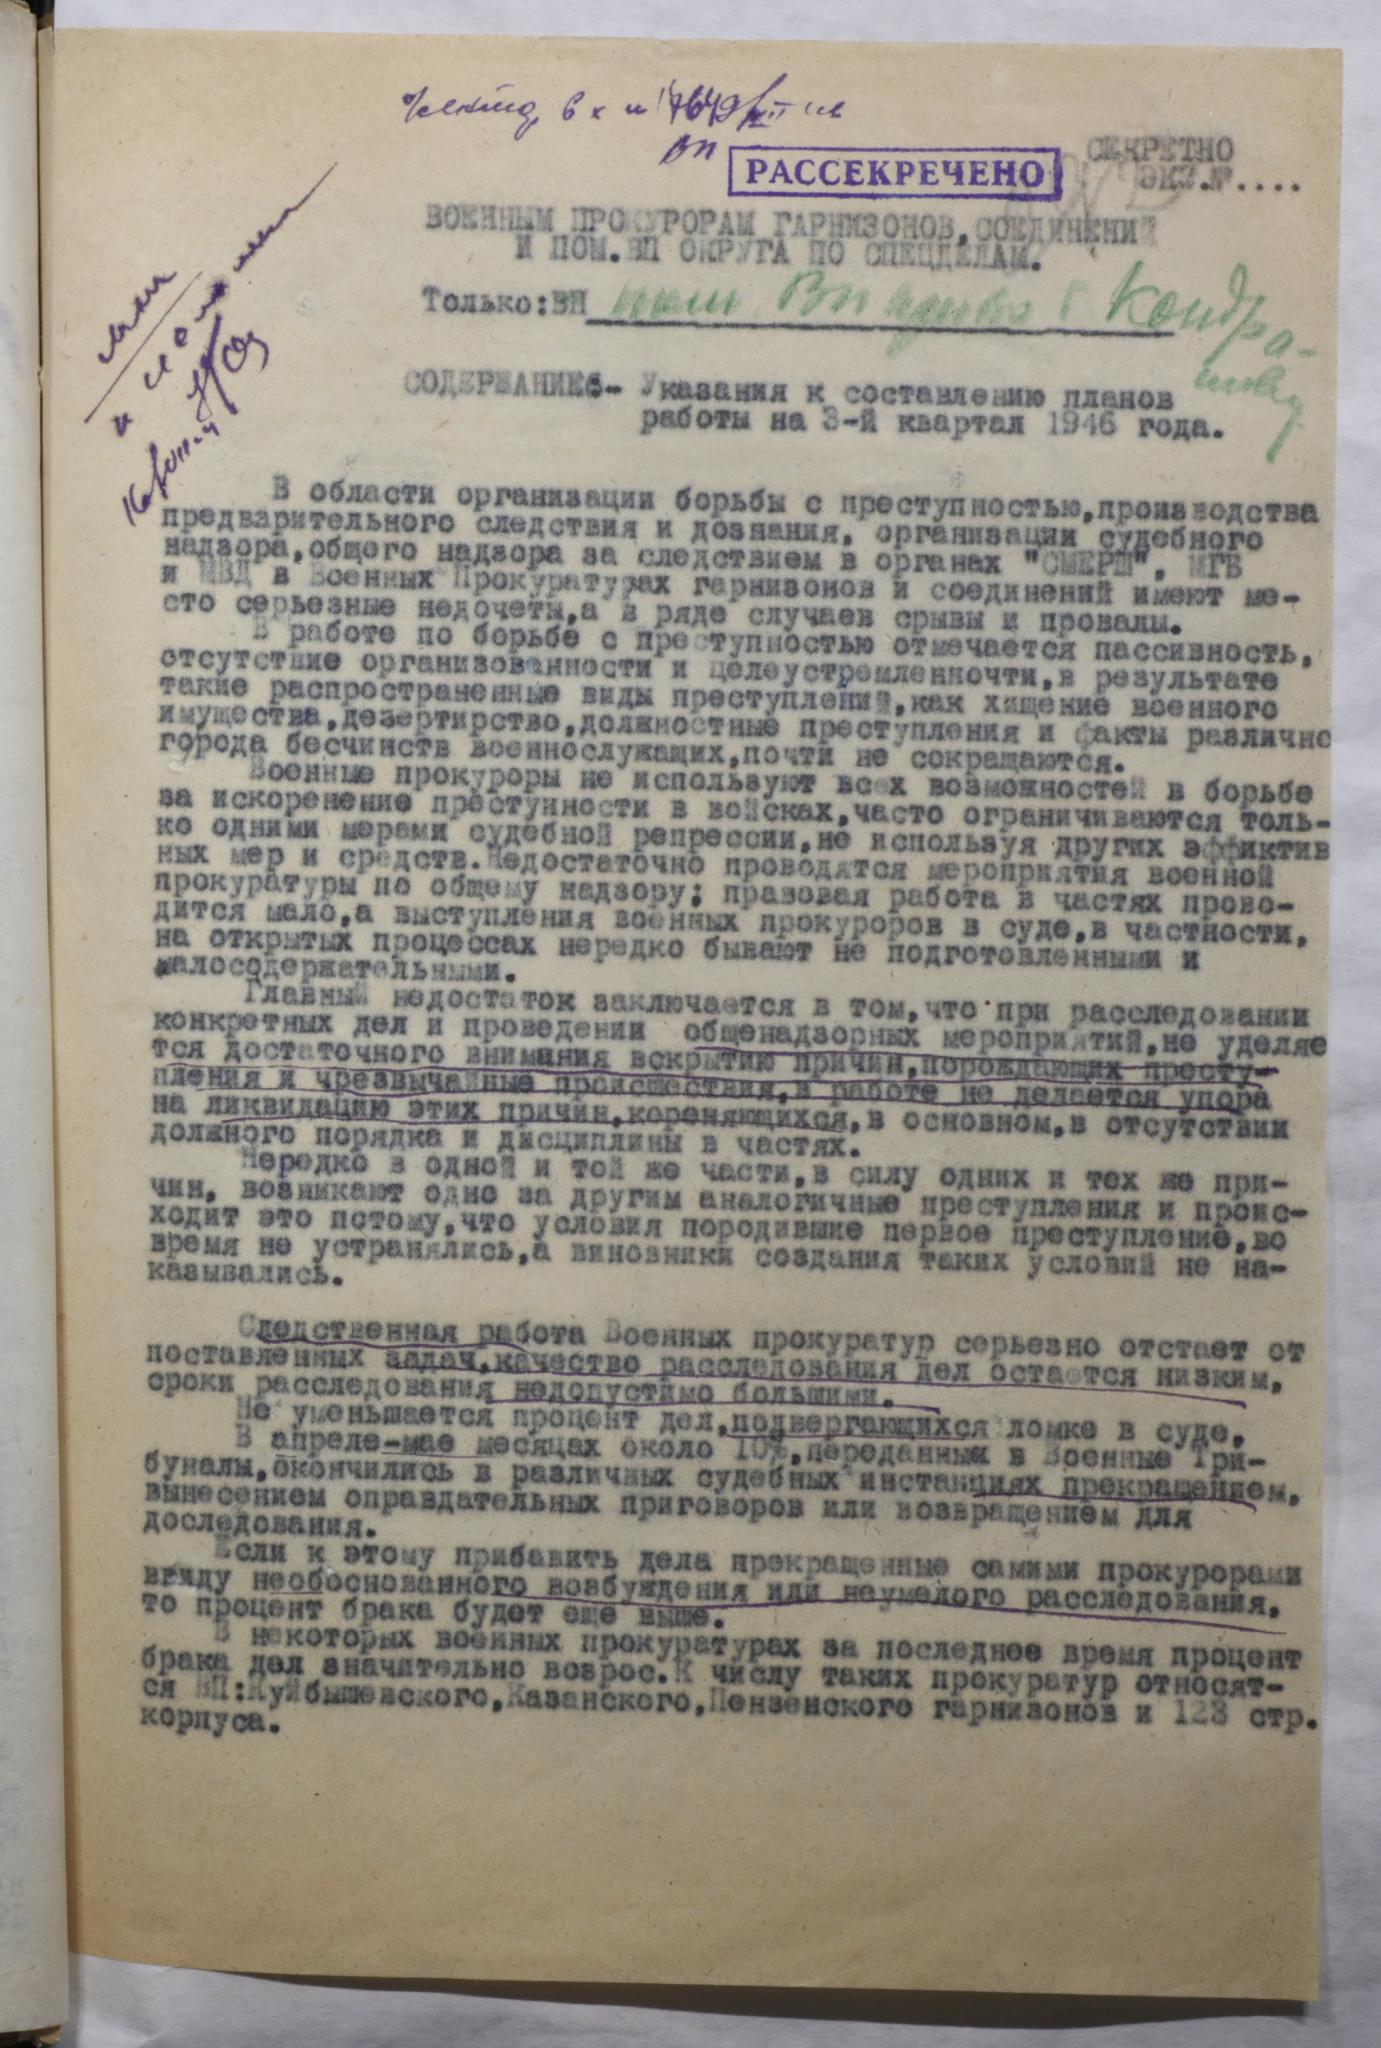 вп
РАССЕКРЕЧЕНО
СЕКРЕТНО
ЭКЗ.№....
ВОЕННЫМ ПРОКУРОРАМ ГАРНИЗОНОВ, СОЕДИНЕНИЙ
И ПОМ.ВП ОКРУГА ПО СПЕЦДЕЛАМ.
Только:ВП пом. Вп г Кондра-
шову
СОДЕРЖАНИЕ:- Указания к составлению планов
работы на 3-й квартал 1946 года.
В области организации борьбы с преступностью,производства
предварительного следствия и дознания, организации судебного
надзора,общего надзора за следствием в органах "СМЕРШ", МГБ
и МВД в Военных Прокуратурах гарнизонов и соединений имеют ме-
сто серьезные недочеты,а в ряде случаев срывы и провалы.
В работе по борьбе с преступностью отмечается пассивность,
отсутствие организованности и целеустремленночти,в результате
такие распространенные виды преступлений,как хищение военного
имущества,дезертирство,должностные преступления и факты различно
города бесчинств военнослужащих,почти не сокращаются.
Военные прокуроры не используют всех возможностей в борьбе
за искоренение преступности в войсках,часто ограничиваются толь-
ко одними мерами судебной репрессии,не используя других эффиктив
ных мер и средств.Недостаточно проводятся мероприятия военной
прокуратуры по общему надзору; правовая работа в частях прово-
дится мало,а выступления военных прокуроров в суде,в частности,
на открытых процессах нередко бывают не подготовленными и
малосодержательными.
Главный недостаток заключается в том,что при расследовании
конкретных дел и проведении общенадзорных мероприятий,не уделяе
тся достаточного внимания вскрытию причин,порождающих престу-
пления и чрезвычайные происшествия,в работе не делается упора
на ликвидацию этих причин,кореняющихся,в основном,в отсутствии
должного порядка и дисциплины в частях.
Нередко в одной и той же части,в силу одних и тех же при-
чин, возникают одно за другим аналогичные преступления и проис-
ходит это потому,что условия породившие первое преступление,во
время не устранялись,а виновники создания таких условий не на-
казывались.
Следственная работа Военных прокуратур серьезно отстает от
поставленных задач,качество расследования дел остается низким,
сроки расследования недопустимо большими.
Не уменьшается процент дел,подвергающихся ломке в суде,
В апреле-мае месяцах около 10%,переданных в Военные Три-
буналы,окончились в различных судебных инстанциях прекращением,
вынесением оправдательных приговоров или возвращением для
доследования.
Если к этому прибавить дела прекращенные самими прокурорами
ввиду необоснованного возбуждения или неумелого расследования,
то процент брака будет еще выше.
В некоторых военных прокуратурах за последнее время процент
брака дел значительно возрос.К числу таких прокуратур относят-
ся ВП:Куйбышевского,Казанского,Пензенского гарнизонов и 123 стр.
корпуса.